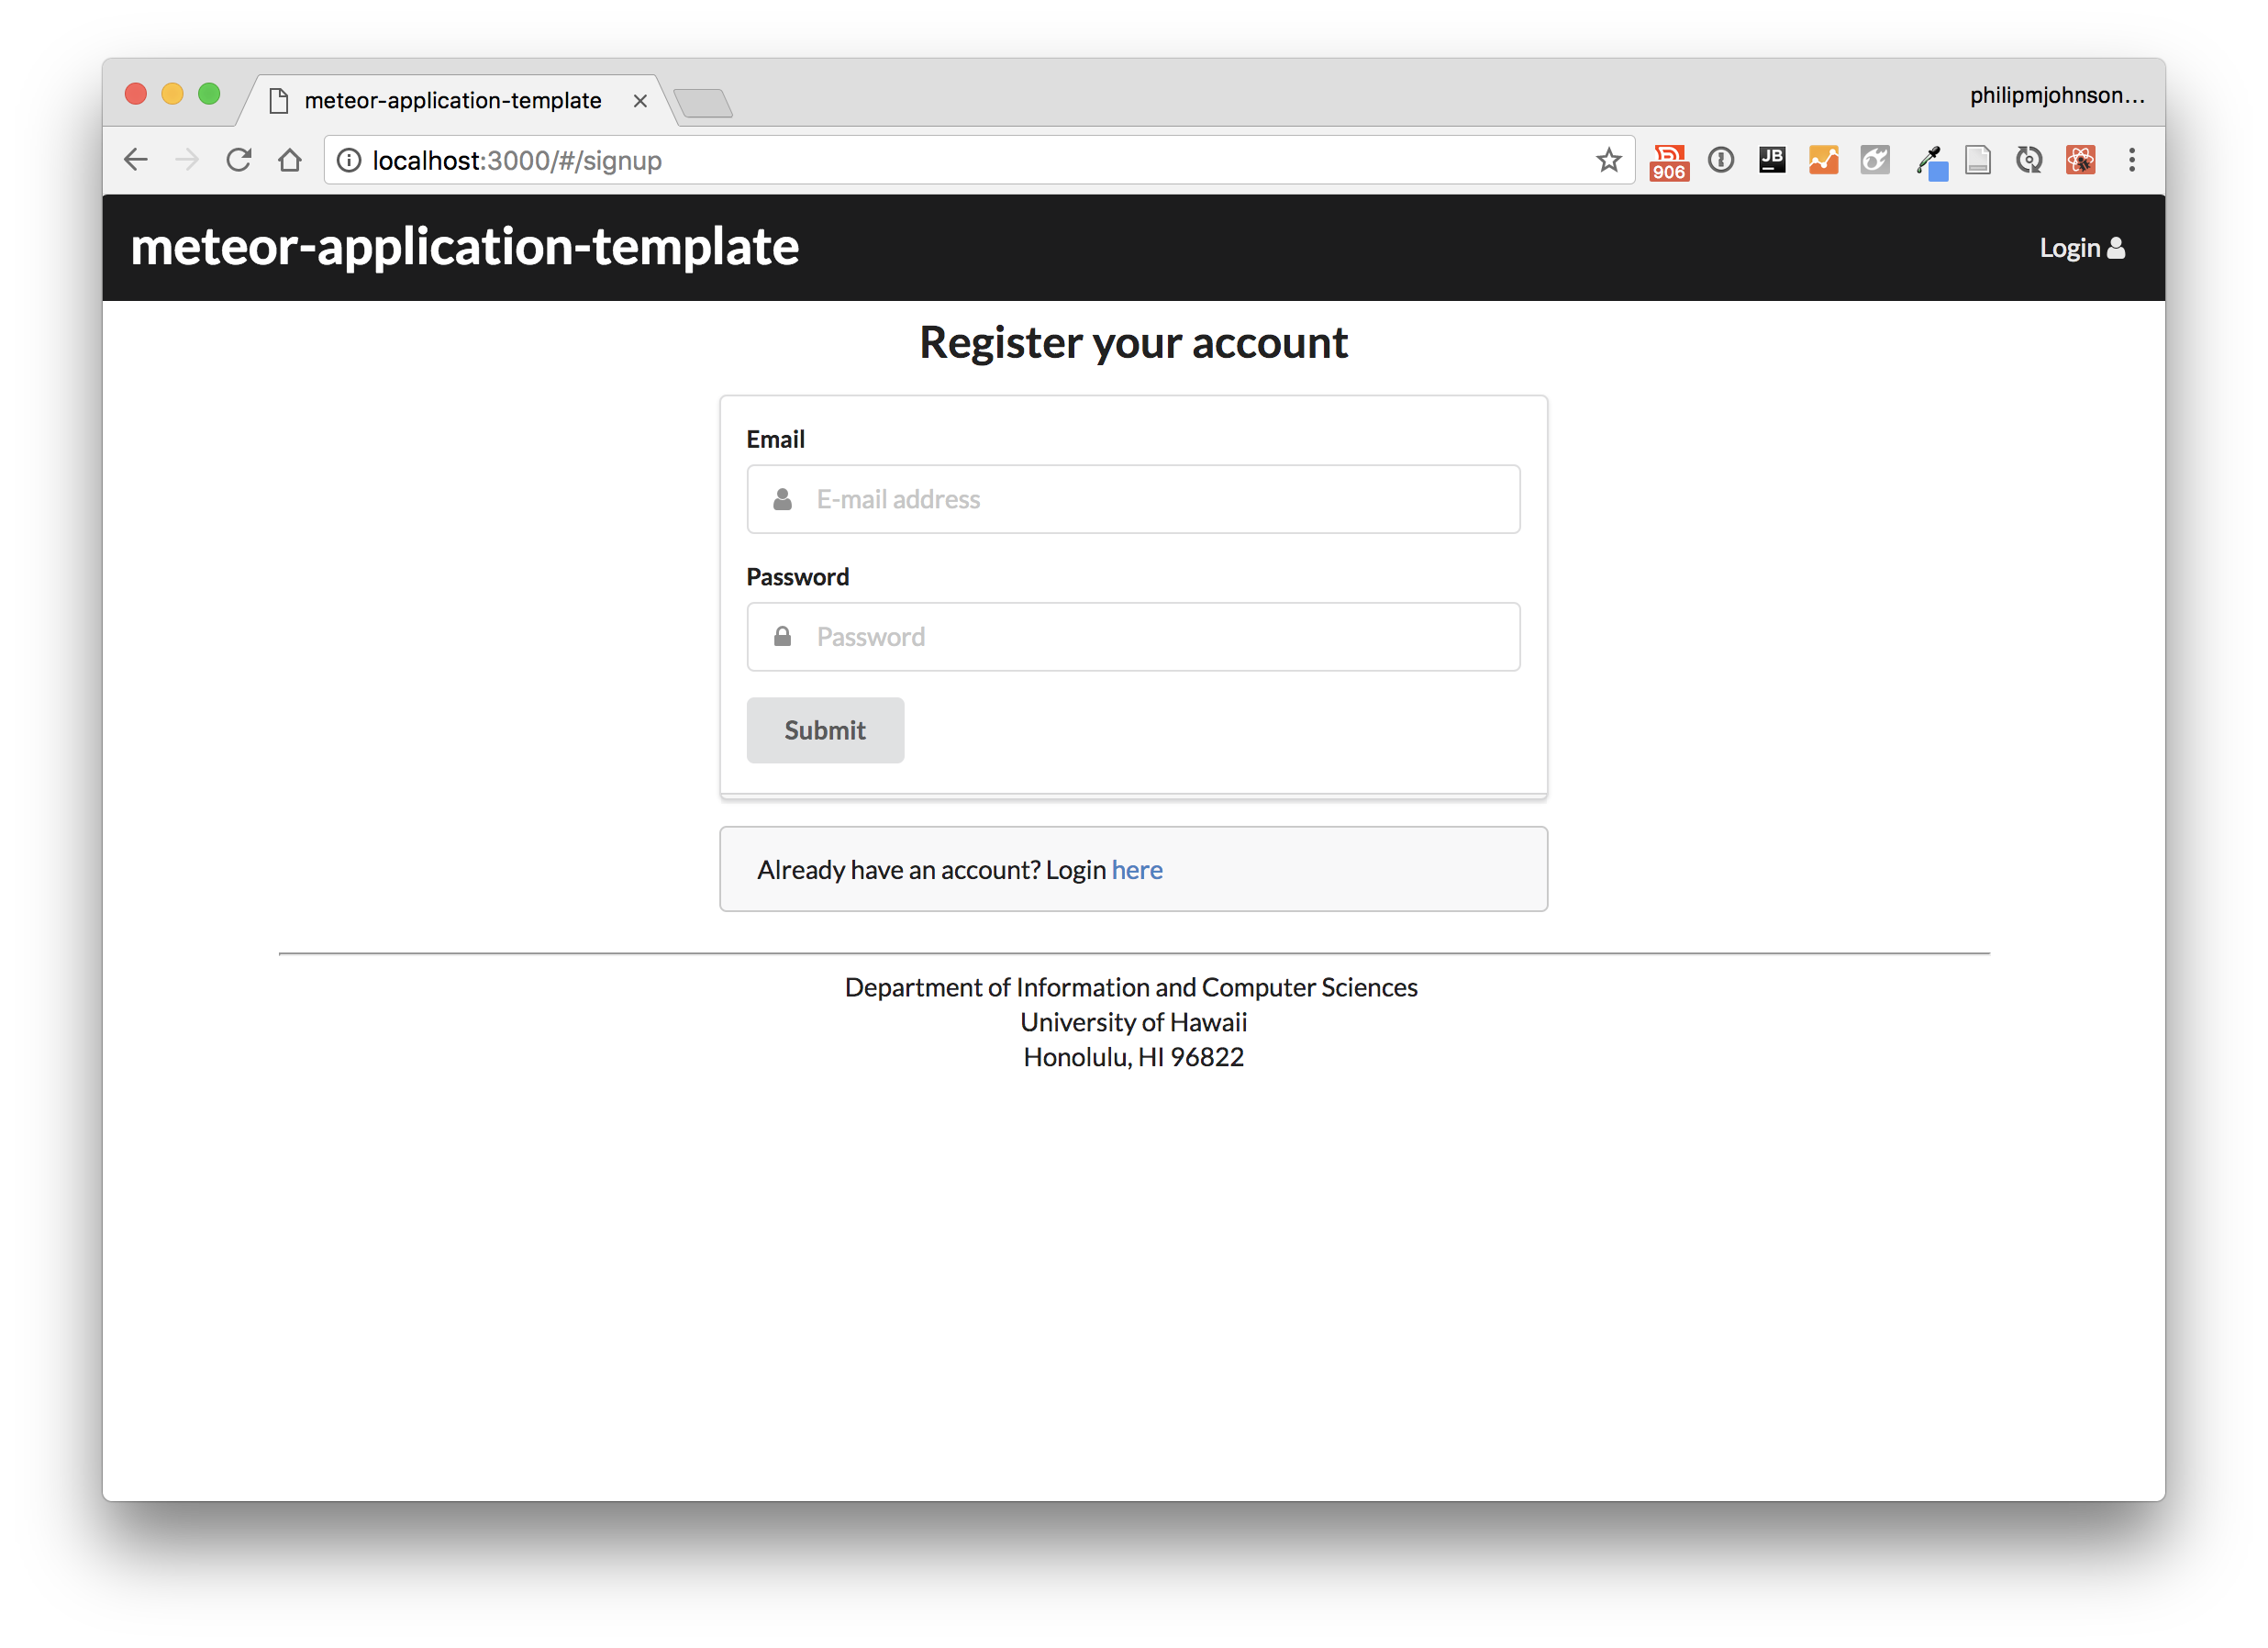 meteor-application-template
philipmjohnson...
localhost:3000/#/signup
906
JB
meteor-application-template
Login
Register your account
Email
E-mail address
Password
Password
Submit
Already have an account? Login here
Department of Information and Computer Sciences
University of Hawaii
Honolulu, HI 96822